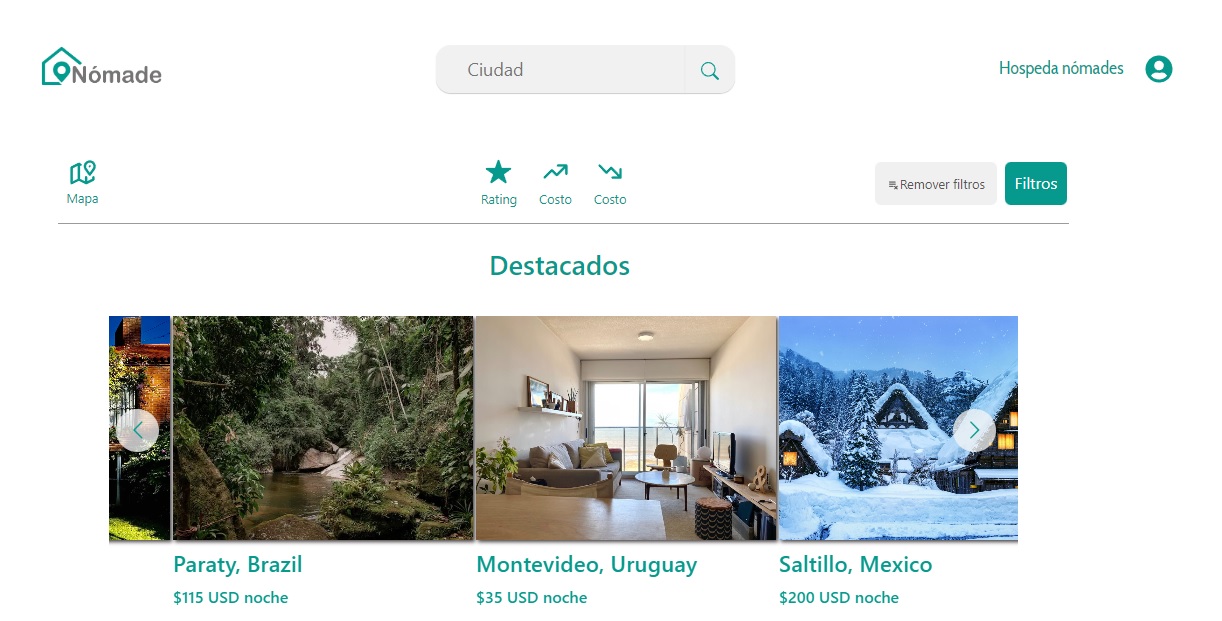 Nómade
Ciudad
Hospeda nómades
Mapa
Rating
Costo
Costo
Remover filtros
Filtros
Destacados
Paraty, Brazil
$115 USD noche
Montevideo, Uruguay
$35 USD noche
Saltillo, Mexico
$200 USD noche